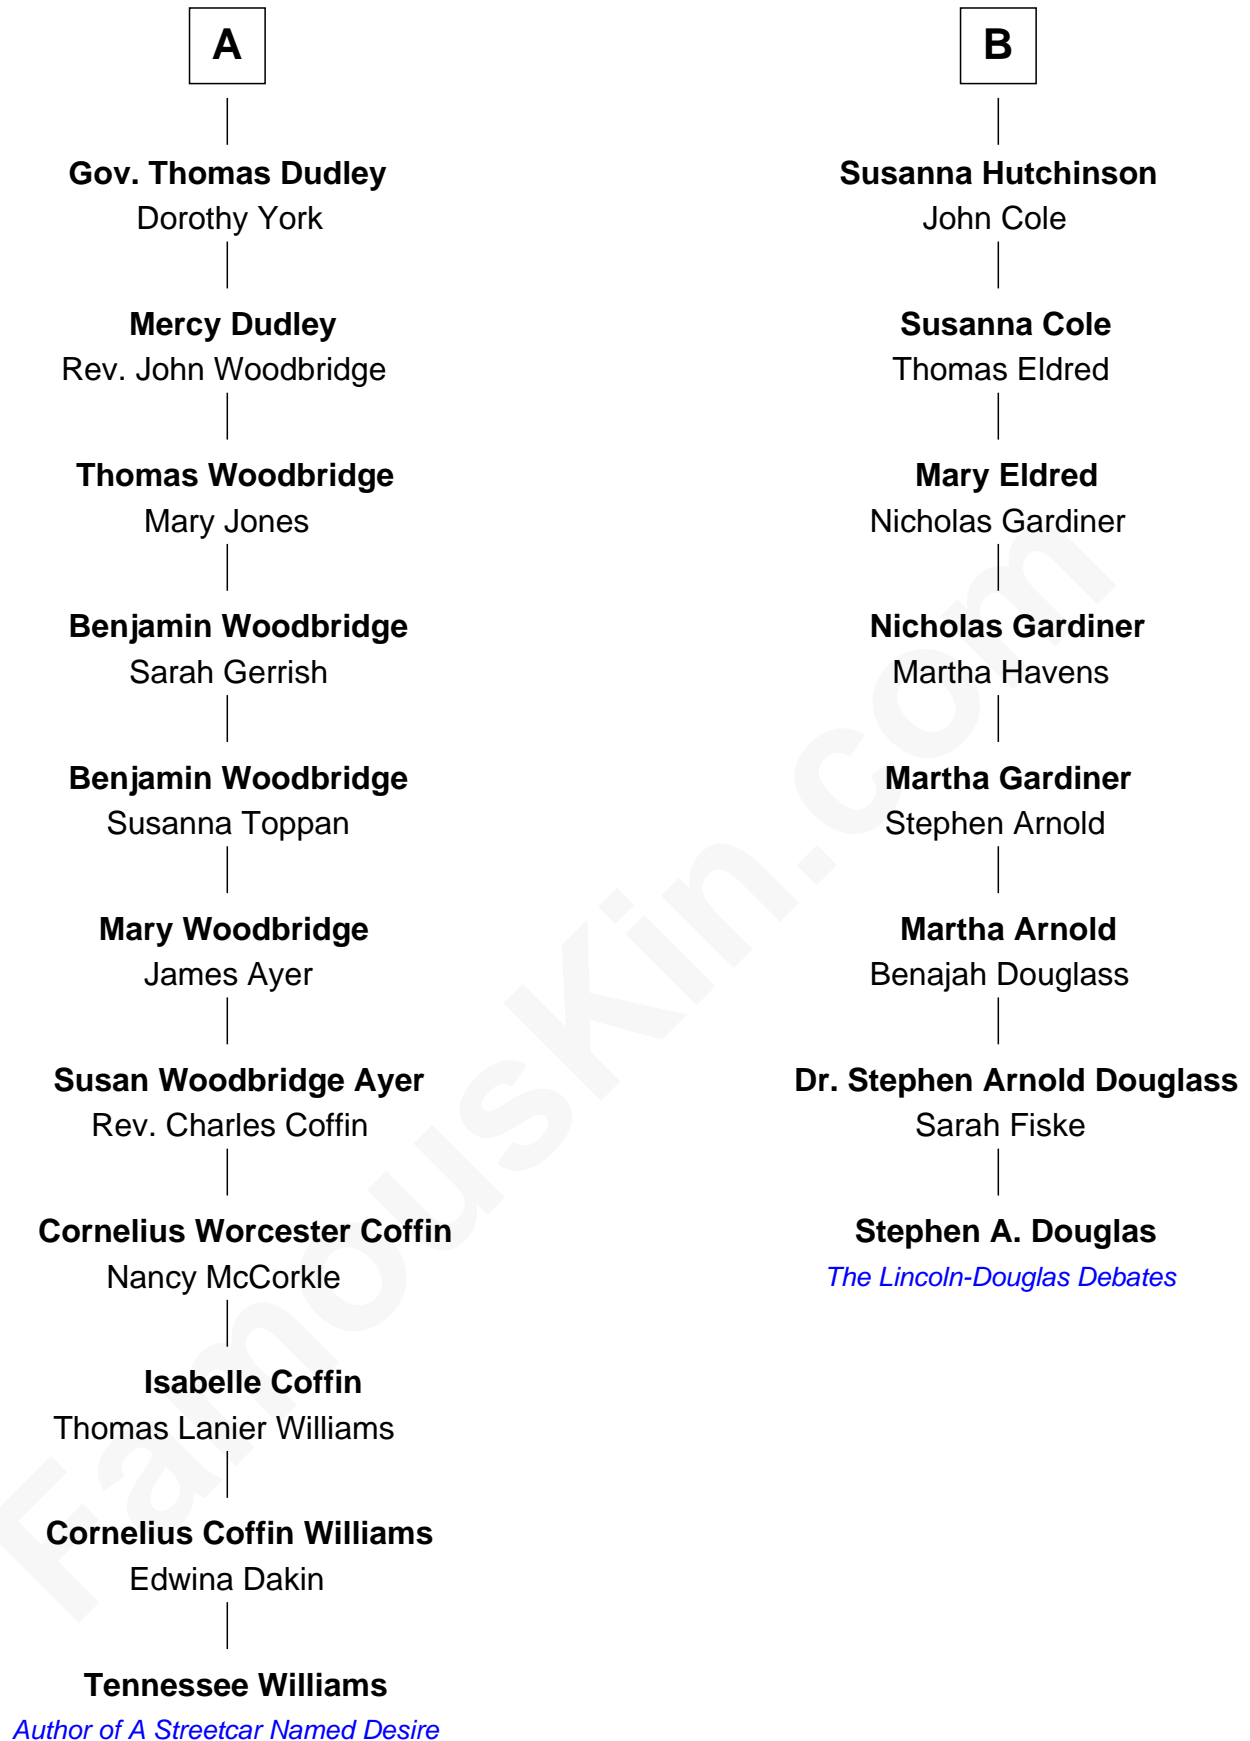 A
Gov. Thomas Dudley
Dorothy York
Mercy Dudley
Rev. John Woodbridge
Thomas Woodbridge
Mary Jones
Benjamin Woodbridge
Sarah Gerrish
Benjamin Woodbridge
Susanna Toppan
Mary Woodbridge
James Ayer
Susan Woodbridge Ayer
Rev. Charles Coffin
Cornelius Worcester Coffin
Nancy McCorkle
Isabelle Coffin
Thomas Lanier Williams
Cornelius Coffin Williams
Edwina Dakin
Tennessee Williams
Author of A Streetcar Named Desire
B
Susanna Hutchinson
John Cole
Susanna Cole
Thomas Eldred
Mary Eldred
Nicholas Gardiner
Nicholas Gardiner
Martha Havens
Martha Gardiner
Stephen Arnold
Martha Arnold
Benajah Douglass
Dr. Stephen Arnold Douglass
Sarah Fiske
Stephen A. Douglas
The Lincoln-Douglas Debates
FamousKin.com